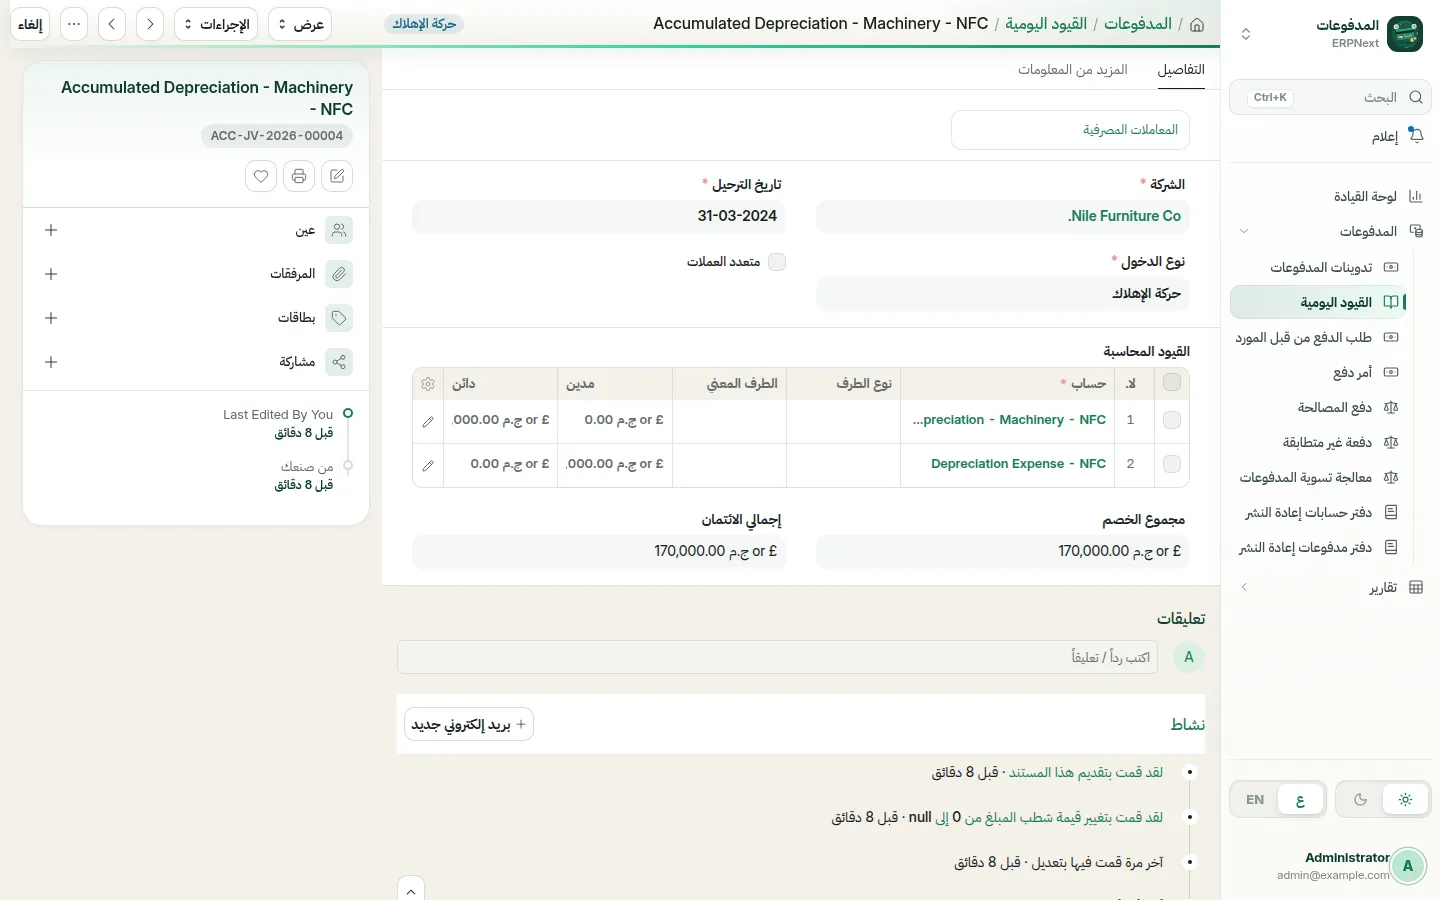 المدفوعات
ERPNext
البحث
Ctrl+K
إعلام
لوحة القيادة
المدفوعات
تدوينات المدفوعات
القيود اليومية
طلب الدفع من قبل المورد
أمر دفع
دفع المصالحة
دفعة غير متطابقة
معالجة تسوية المدفوعات
دفتر حسابات إعادة النشر
دفتر مدفوعات إعادة النشر
تقارير
ع
EN
Administrator
admin@example.com
A
المدفوعات / القيود اليومية / Accumulated Depreciation - Machinery - NFC
حركة الإهلاك
عرض
الإجراءات
إلغاء
التفاصيل
المزيد من المعلومات
المعاملات المصرفية
الشركة *
Nile Furniture Co.
تاريخ الترحيل *
31-03-2024
نوع الدخول *
حركة الإهلاك
متعدد العملات
القيود المحاسبة
لا. حساب * نوع الطرف الطرف المعني مدين دائن
1 ...preciation - Machinery - NFC £ or ج.م 0.00 £ or ج.م 000.00,
2 Depreciation Expense - NFC £ or ج.م 000.00, £ or ج.م 0.00
مجموع الخصم
£ or ج.م 170,000.00
إجمالي الائتمان
£ or ج.م 170,000.00
تعليقات
A
اكتب رداً / تعليقاً
نشاط
+ بريد إلكتروني جديد
لقد قمت بتقديم هذا المستند · قبل 8 دقائق
لقد قمت بتغيير قيمة شطب المبلغ من 0 إلى null · قبل 8 دقائق
آخر مرة قمت فيها بتعديل · قبل 8 دقائق
Accumulated Depreciation - Machinery
- NFC
ACC-JV-2026-00004
عين
المرفقات
بطاقات
مشاركة
Last Edited By You
قبل 8 دقائق
من صنعك
قبل 8 دقائق